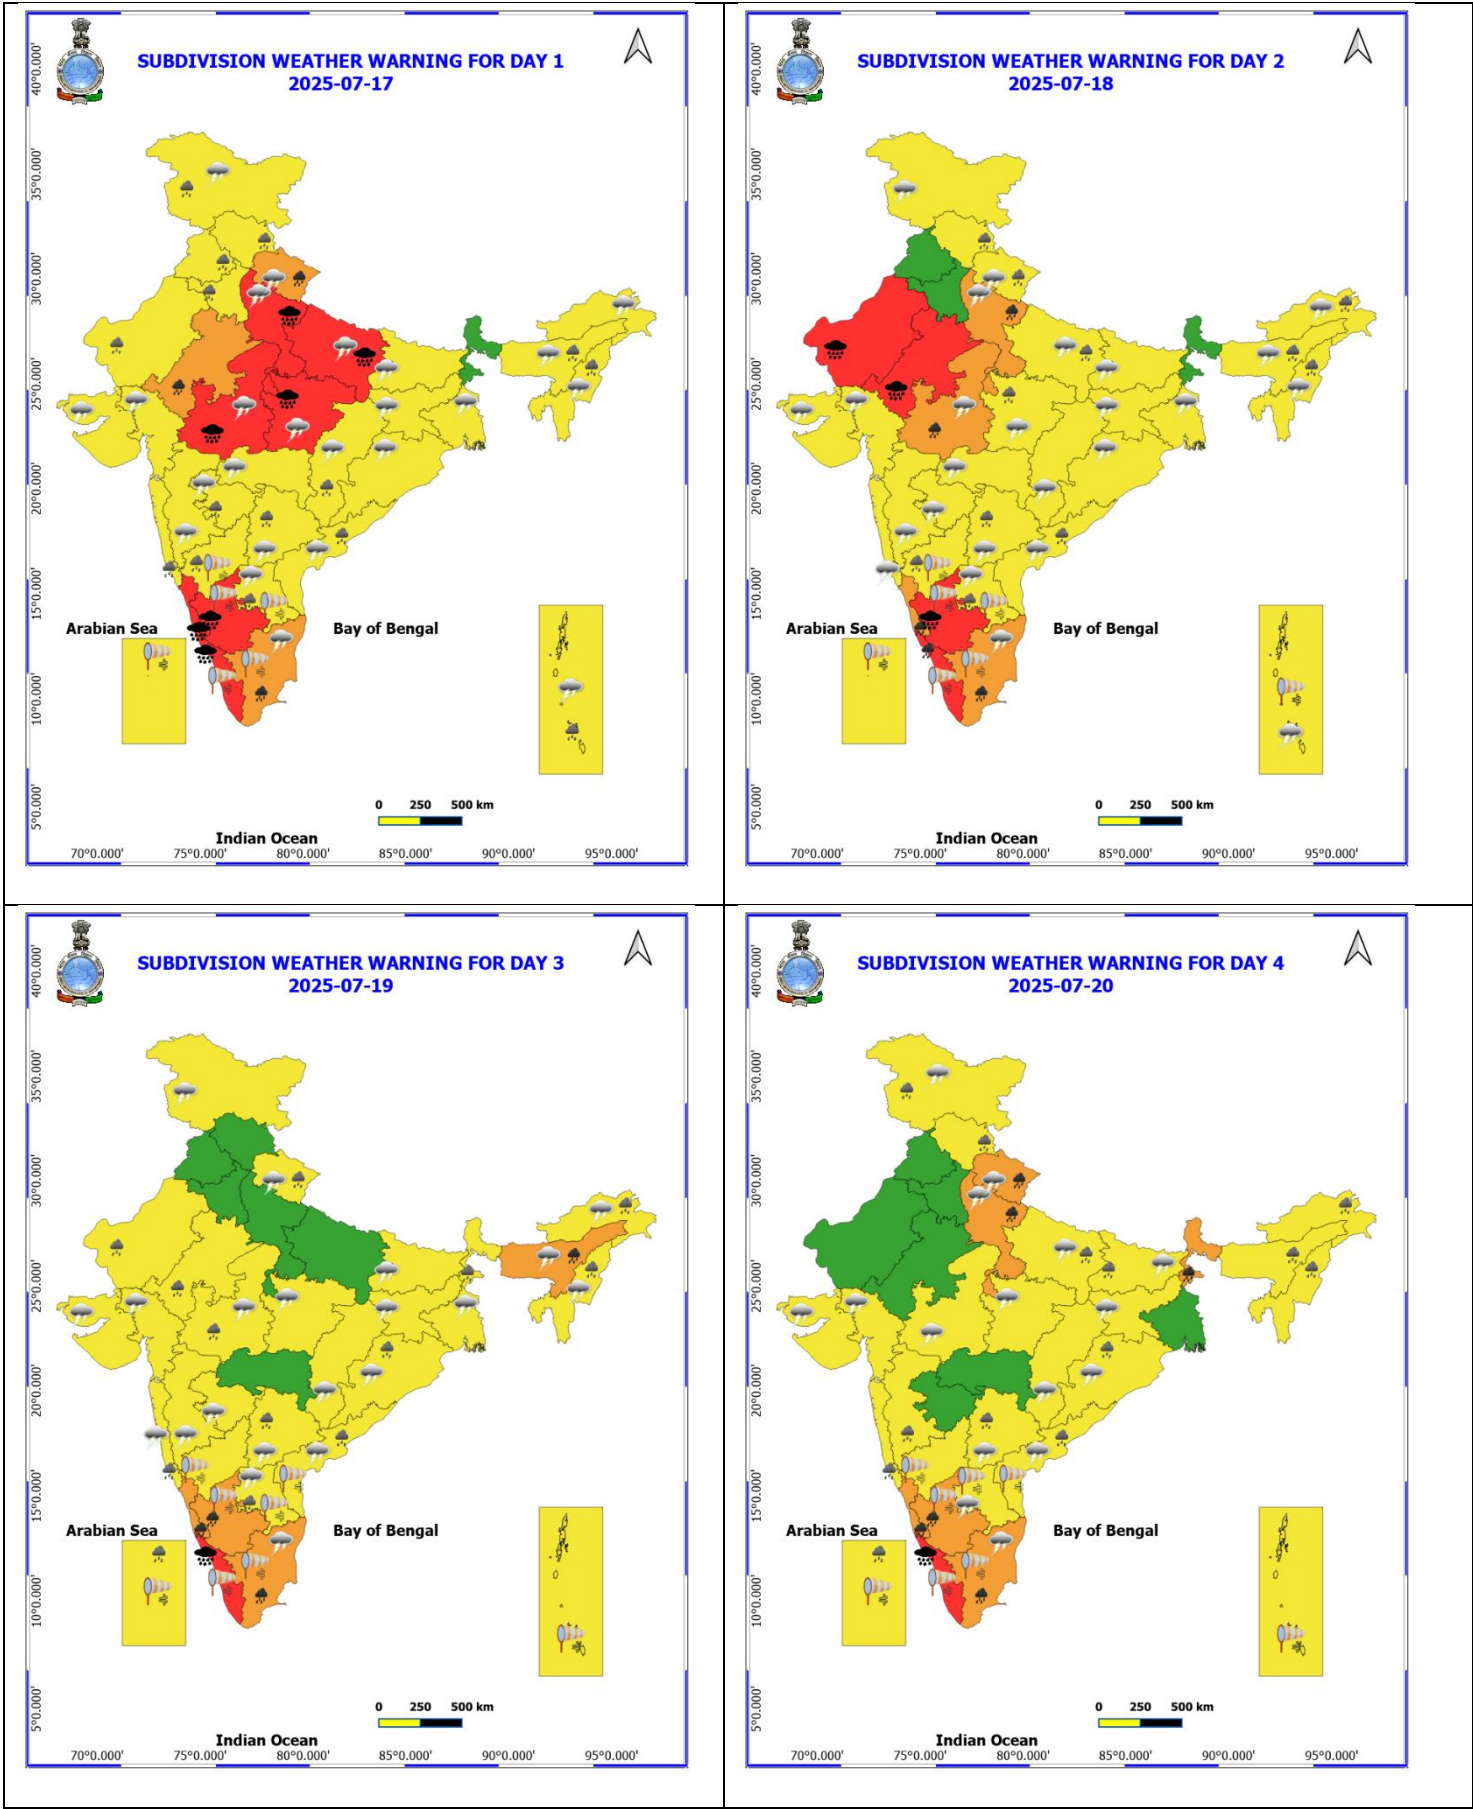 SUBDIVISION WEATHER WARNING FOR DAY 1
2025-07-17
40°0.000'
35°0.000'
30°0.000'
25°0.000'
20°0.000'
15°0.000'
10°0.000'
5°0.000'
Arabian Sea
Bay of Bengal
0 250 500 km
Indian Ocean
70°0.000' 75°0.000' 80°0.000' 85°0.000' 90°0.000' 95°0.000'
SUBDIVISION WEATHER WARNING FOR DAY 2
2025-07-18
40°0.000'
35°0.000'
30°0.000'
25°0.000'
20°0.000'
15°0.000'
10°0.000'
5°0.000'
Arabian Sea
Bay of Bengal
0 250 500 km
Indian Ocean
70°0.000' 75°0.000' 80°0.000' 85°0.000' 90°0.000' 95°0.000'
SUBDIVISION WEATHER WARNING FOR DAY 3
2025-07-19
40°0.000'
35°0.000'
30°0.000'
25°0.000'
20°0.000'
15°0.000'
10°0.000'
5°0.000'
Arabian Sea
Bay of Bengal
0 250 500 km
Indian Ocean
70°0.000' 75°0.000' 80°0.000' 85°0.000' 90°0.000' 95°0.000'
SUBDIVISION WEATHER WARNING FOR DAY 4
2025-07-20
40°0.000'
35°0.000'
30°0.000'
25°0.000'
20°0.000'
15°0.000'
10°0.000'
5°0.000'
Arabian Sea
Bay of Bengal
0 250 500 km
Indian Ocean
70°0.000' 75°0.000' 80°0.000' 85°0.000' 90°0.000' 95°0.000'